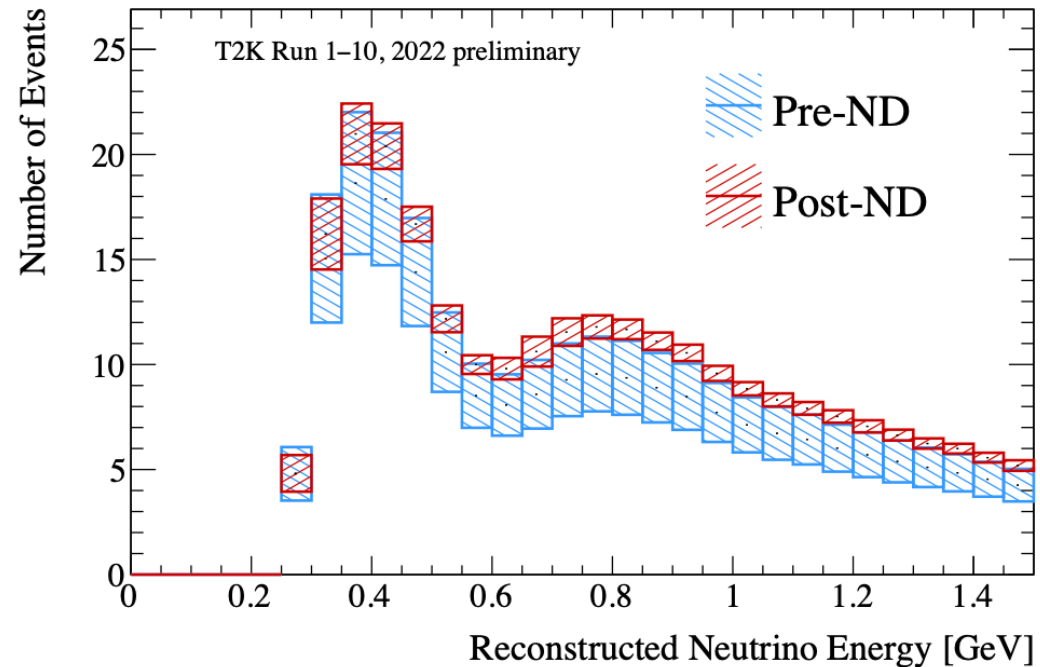 Number of Events
25
20
15
10
5
0
T2K Run 1–10, 2022 preliminary
Pre-ND
Post-ND
0 0.2 0.4 0.6 0.8 1 1.2 1.4
Reconstructed Neutrino Energy [GeV]